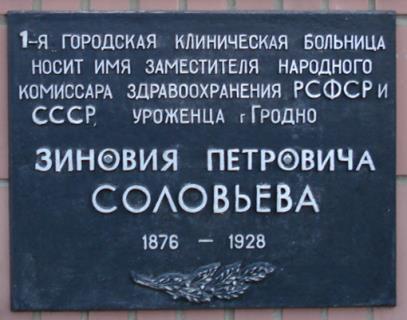 1-Я ГОРОДСКАЯ КЛИНИЧЕСКАЯ БОЛЬНИЦА
НОСИТ ИМЯ ЗАМЕСТИТЕЛЯ НАРОДНОГО
КОМИССАРА ЗДРАВООХРАНЕНИЯ РСФСР И
СССР, УРОЖЕНЦА г ГРОДНО
ЗИНОВИЯ ПЕТРОВИЧА
СОЛОВЬЕВА
1876 — 1928